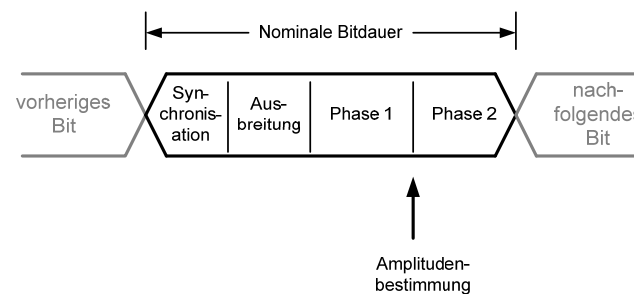 Nominale Bitdauer
vorheriges
Bit
Syn-
chronis-
ation
Aus-
breitung
Phase 1
Phase 2
nach-
folgendes
Bit
Amplituden-
bestimmung